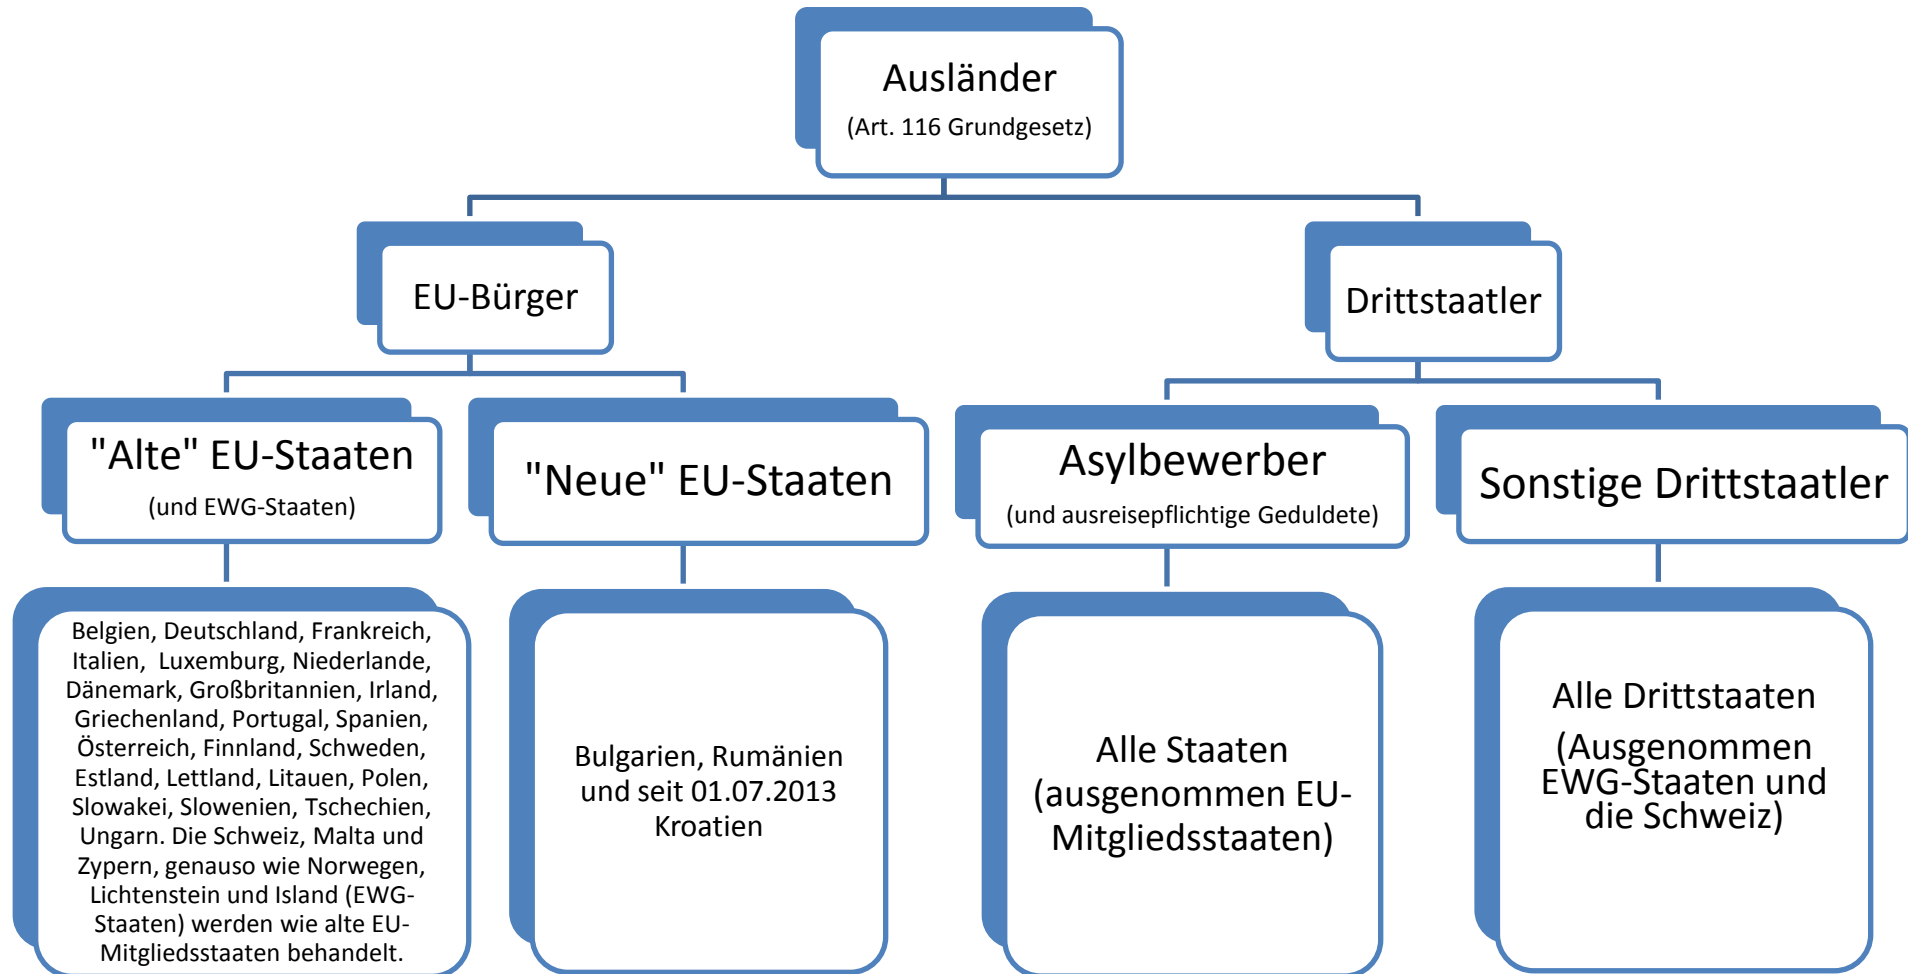 Ausländer
(Art. 116 Grundgesetz)
EU-Bürger
Drittstaatler
"Alte" EU-Staaten
(und EWG-Staaten)
"Neue" EU-Staaten
Asylbewerber
(und ausreisepflichtige Geduldete)
Sonstige Drittstaatler
Belgien, Deutschland, Frankreich,
Italien, Luxemburg, Niederlande,
Dänemark, Großbritannien, Irland,
Griechenland, Portugal, Spanien,
Österreich, Finnland, Schweden,
Estland, Lettland, Litauen, Polen,
Slowakei, Slowenien, Tschechien,
Ungarn. Die Schweiz, Malta und
Zypern, genauso wie Norwegen,
Lichtenstein und Island (EWG-
Staaten) werden wie alte EU-
Mitgliedsstaaten behandelt.
Bulgarien, Rumänien
und seit 01.07.2013
Kroatien
Alle Staaten
(ausgenommen EU-
Mitgliedsstaaten)
Alle Drittstaaten
(Ausgenommen
EWG-Staaten und
die Schweiz)